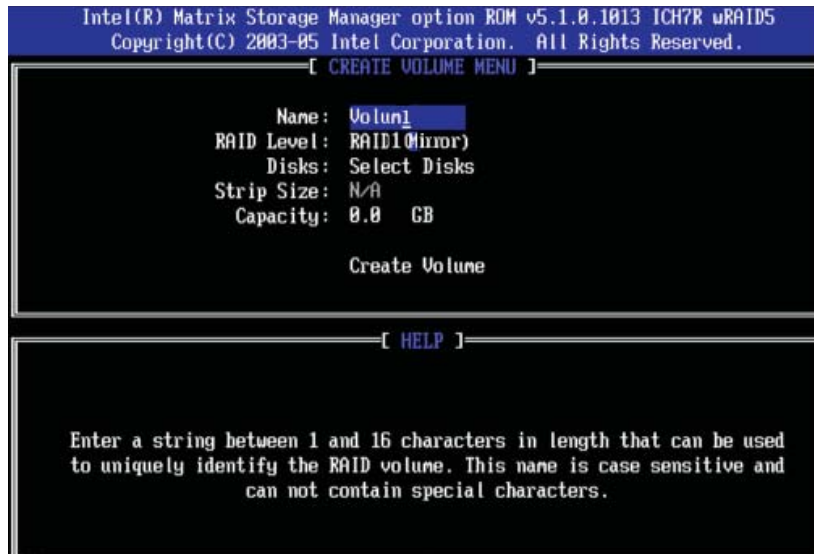 Intel(R) Matrix Storage Manager option ROM v5.1.0.1013 ICH7R wRAID5
Copyright(C) 2003-05 Intel Corporation. All Rights Reserved.
[ CREATE VOLUME MENU ]
Name: Volum1
RAID Level: RAID1(Mirror)
Disks: Select Disks
Strip Size: N/A
Capacity: 0.0 GB
Create Volume
[ HELP ]
Enter a string between 1 and 16 characters in length that can be used
to uniquely identify the RAID volume. This name is case sensitive and
can not contain special characters.